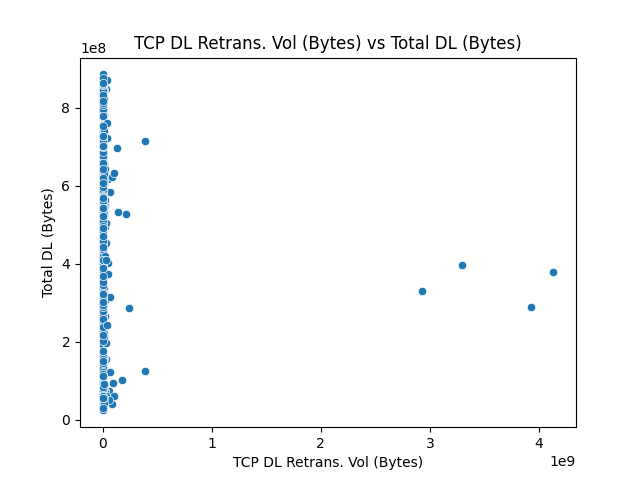 TCP DL Retrans. Vol (Bytes) vs Total DL (Bytes)
1e8
8
6
4
2
0
Total DL (Bytes)
0 1 2 3 4
1e9
TCP DL Retrans. Vol (Bytes)